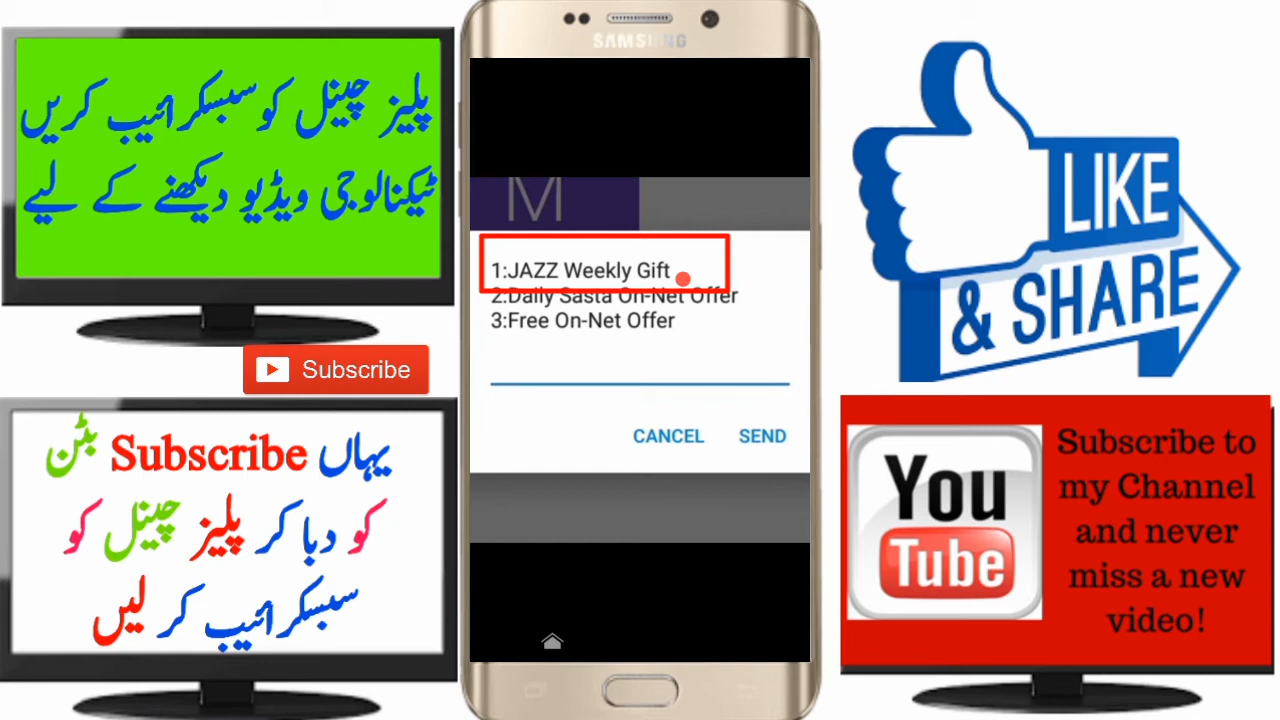 پلیز چینل کو سبسکرائیب کریں
ٹیکنالوجی ویڈیو دیکھنے کے لیے
Subscribe
یہاں Subscribe بٹن
کو دبا کر پلیز چینل کو
سبسکرائیب کر لیں
SAMSUNG
M
1:JAZZ Weekly Gift
2:Daily Sasta On-Net Offer
3:Free On-Net Offer
CANCEL SEND
LIKE
& SHARE
You
Tube
Subscribe to
my Channel
and never
miss a new
video!